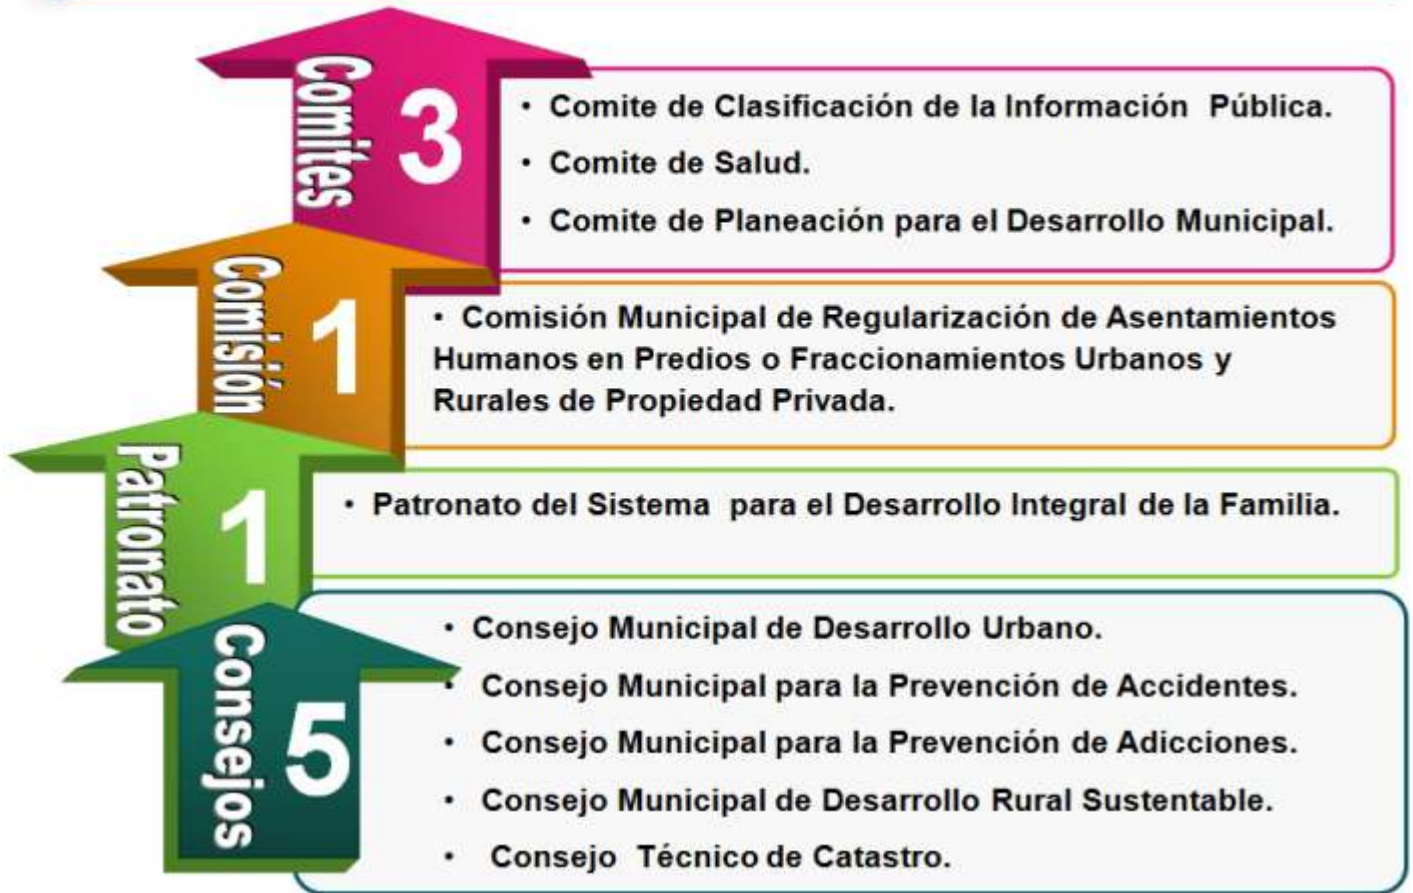 Comites
3
• Comite de Clasificación de la Información Pública.
• Comite de Salud.
• Comite de Planeación para el Desarrollo Municipal.
Comisión
1
• Comisión Municipal de Regularización de Asentamientos
Humanos en Predios o Fraccionamientos Urbanos y
Rurales de Propiedad Privada.
Patronato
1
• Patronato del Sistema para el Desarrollo Integral de la Familia.
Consejos
5
• Consejo Municipal de Desarrollo Urbano.
• Consejo Municipal para la Prevención de Accidentes.
• Consejo Municipal para la Prevención de Adicciones.
• Consejo Municipal de Desarrollo Rural Sustentable.
• Consejo Técnico de Catastro.